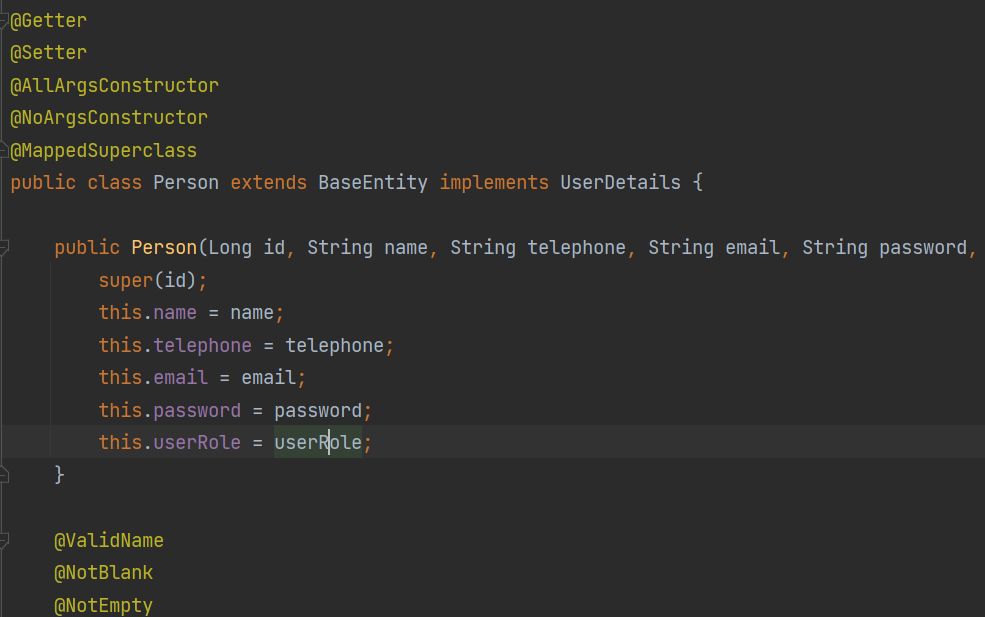 @Getter
@Setter
@AllArgsConstructor
@NoArgsConstructor
@MappedSuperclass
public class Person extends BaseEntity implements UserDetails {
public Person(Long id, String name, String telephone, String email, String password,
super(id);
this.name = name;
this.telephone = telephone;
this.email = email;
this.password = password;
this.userRole = userRole;
}
@ValidName
@NotBlank
@NotEmpty